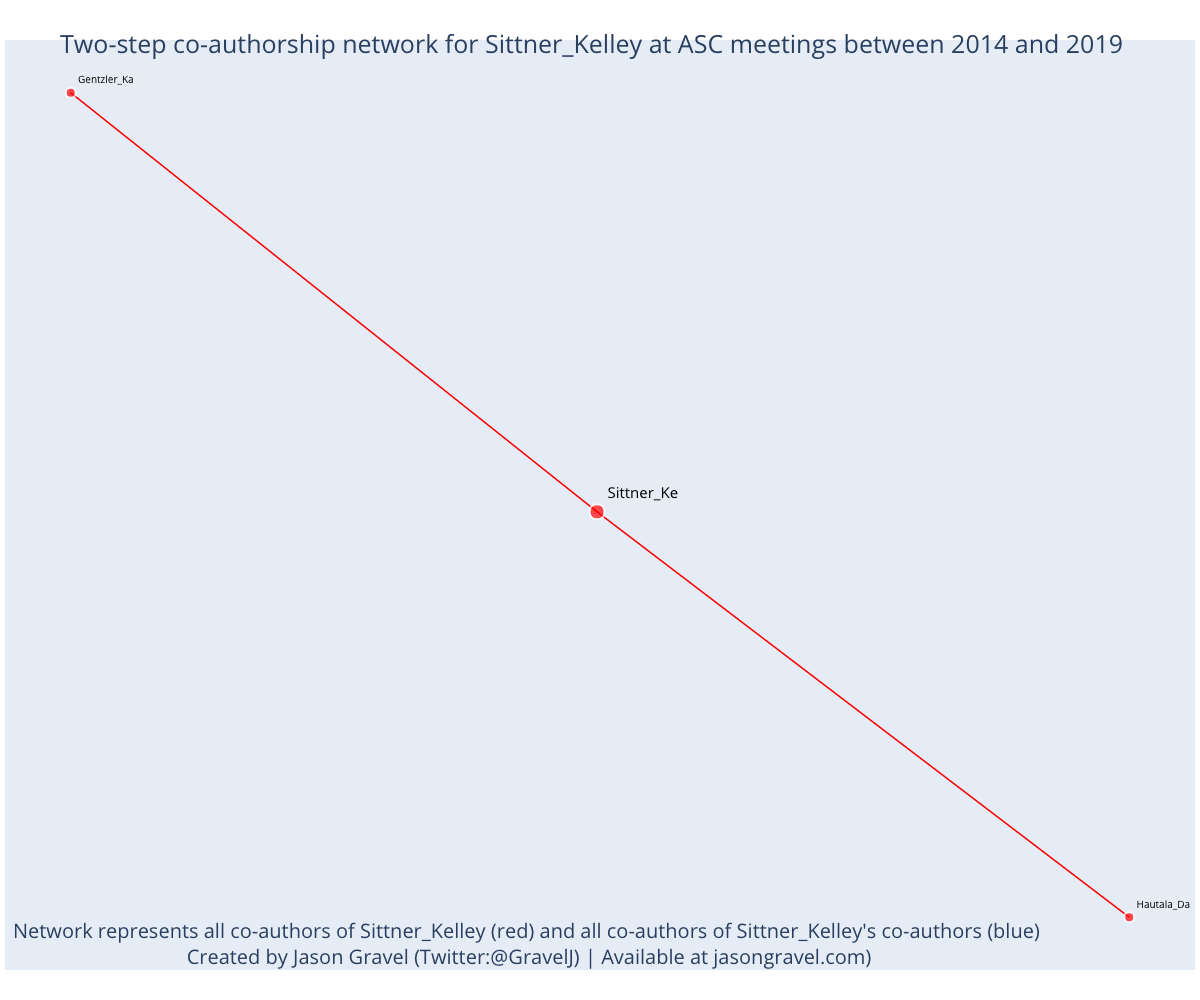 Two-step co-authorship network for Sittner_Kelley at ASC meetings between 2014 and 2019
Gentzler_Ka
Sittner_Ke
Hautala_Da
Network represents all co-authors of Sittner_Kelley (red) and all co-authors of Sittner_Kelley's co-authors (blue)
Created by Jason Gravel (Twitter:@GravelJ) | Available at jasongravel.com)